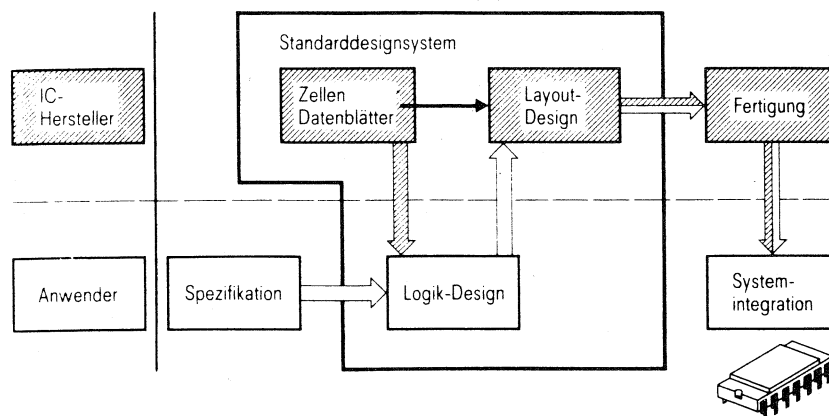 Standarddesignsystem
IC-
Hersteller
Zellen
Datenblätter
Layout-
Design
Fertigung
Anwender
Spezifikation
Logik-Design
System-
integration